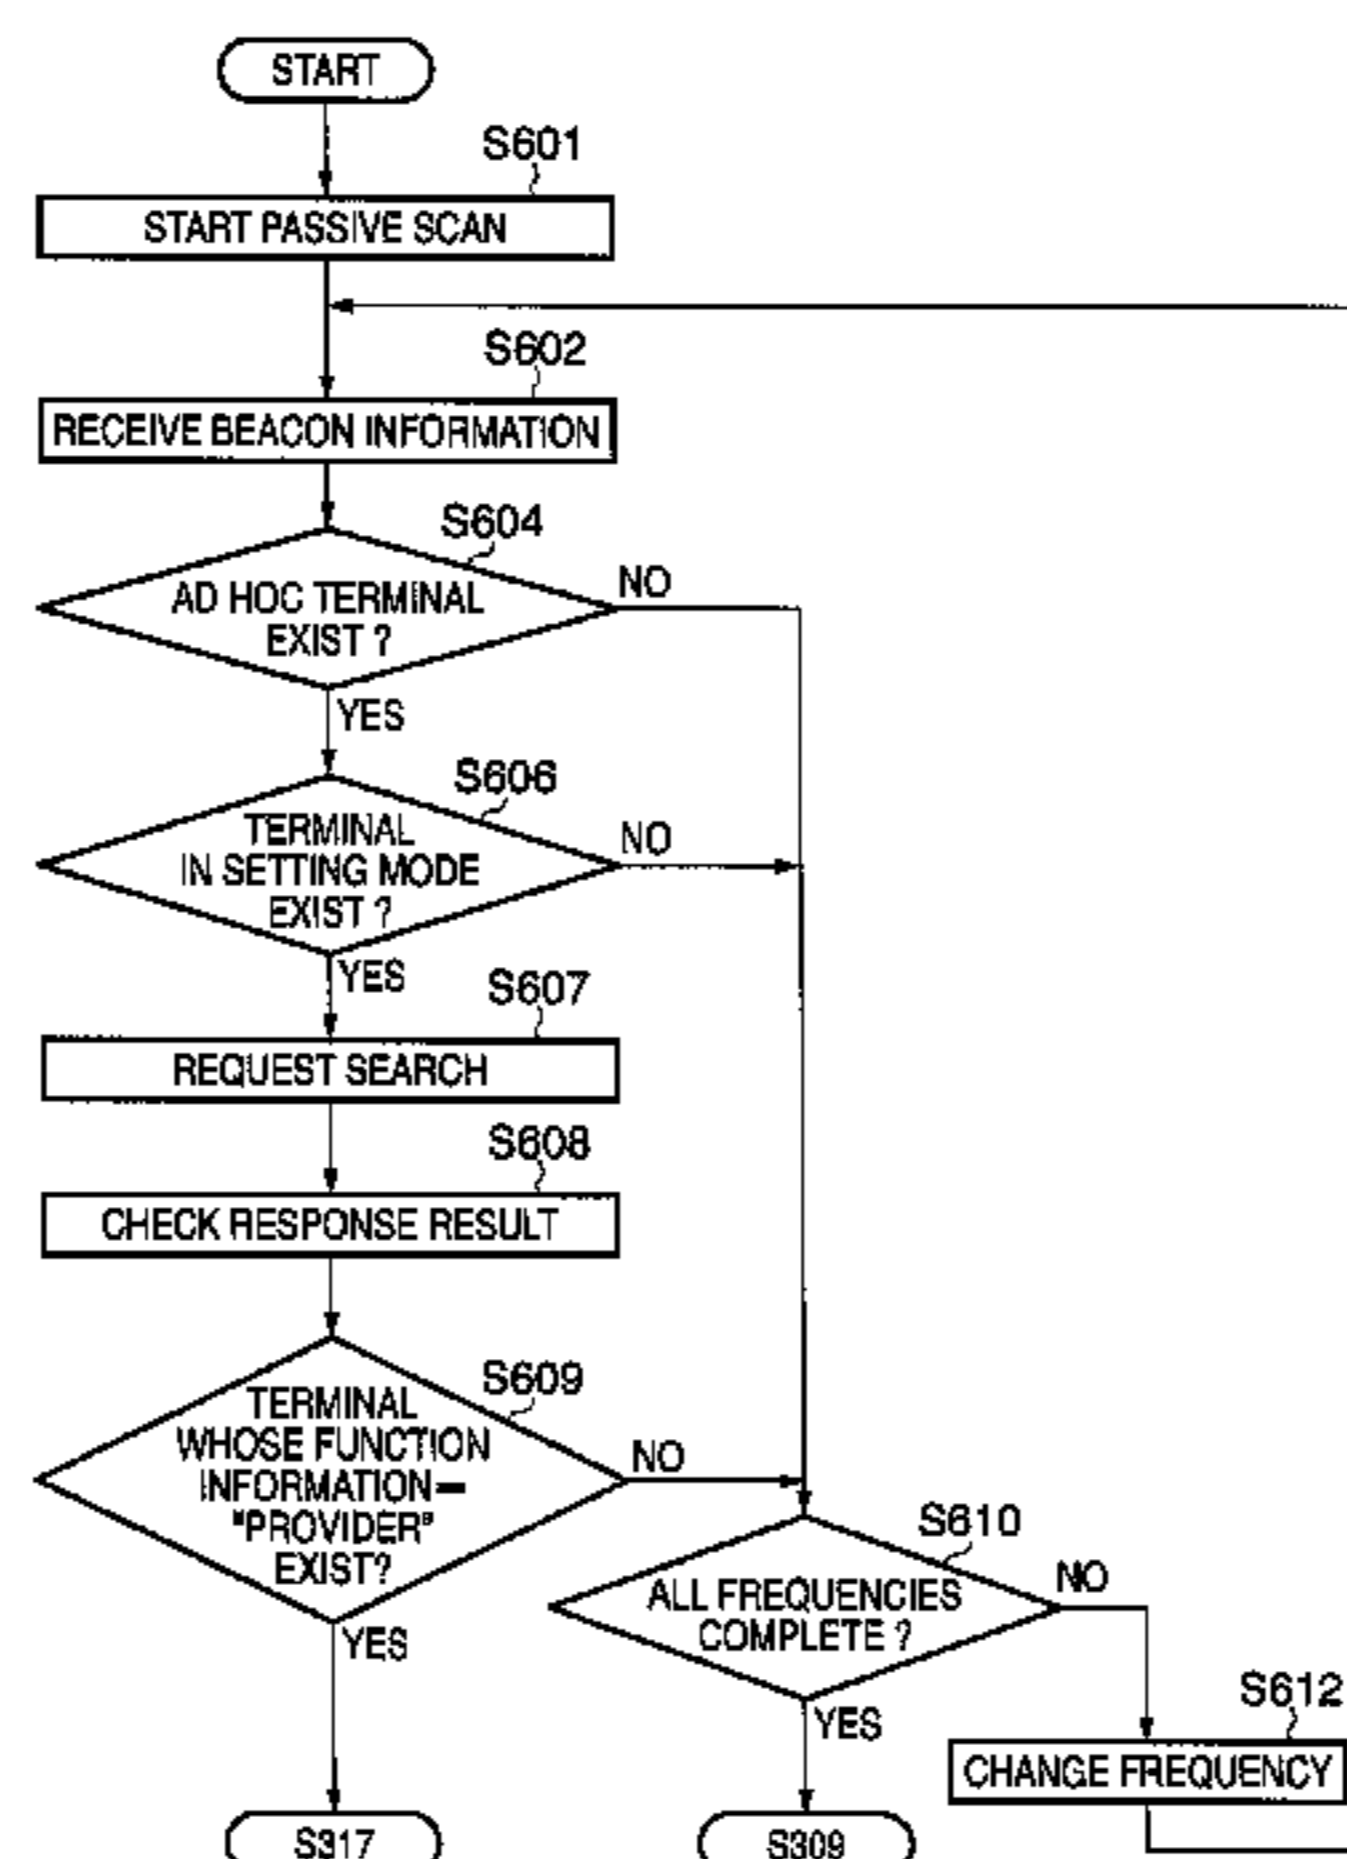 START
S601
START PASSIVE SCAN
S602
RECEIVE BEACON INFORMATION
S604
AD HOC TERMINAL
EXIST ?
NO
YES
S606
TERMINAL
IN SETTING MODE
EXIST ?
NO
YES
S607
REQUEST SEARCH
S608
CHECK RESPONSE RESULT
S609
TERMINAL
WHOSE FUNCTION
INFORMATION=
"PROVIDER"
EXIST?
NO
YES
S610
ALL FREQUENCIES
COMPLETE ?
NO
YES
S612
CHANGE FREQUENCY
S317
S309